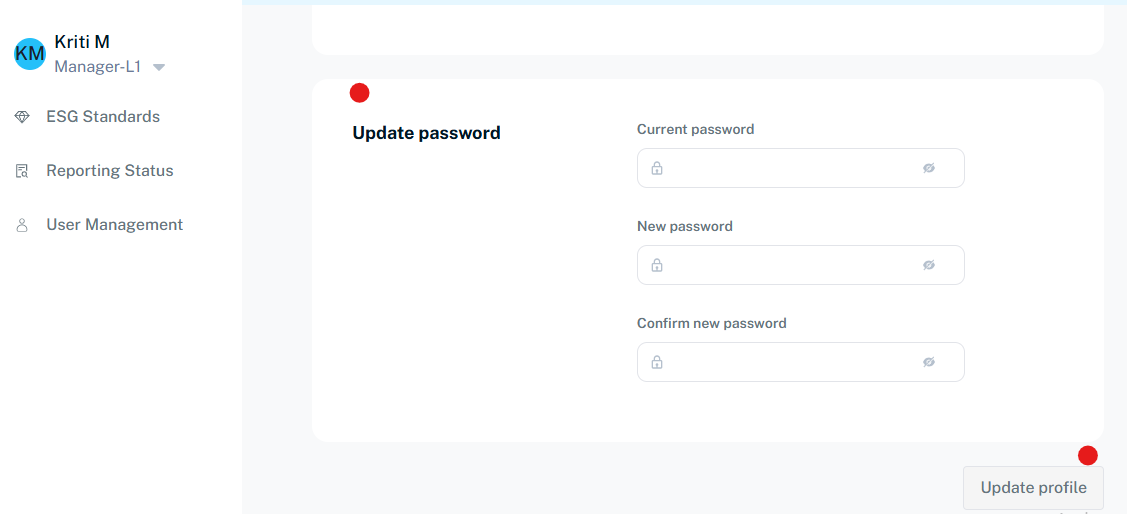 KM
Kriti M
Manager-L1
ESG Standards
Reporting Status
User Management
Update password
Current password
New password
Confirm new password
Update profile